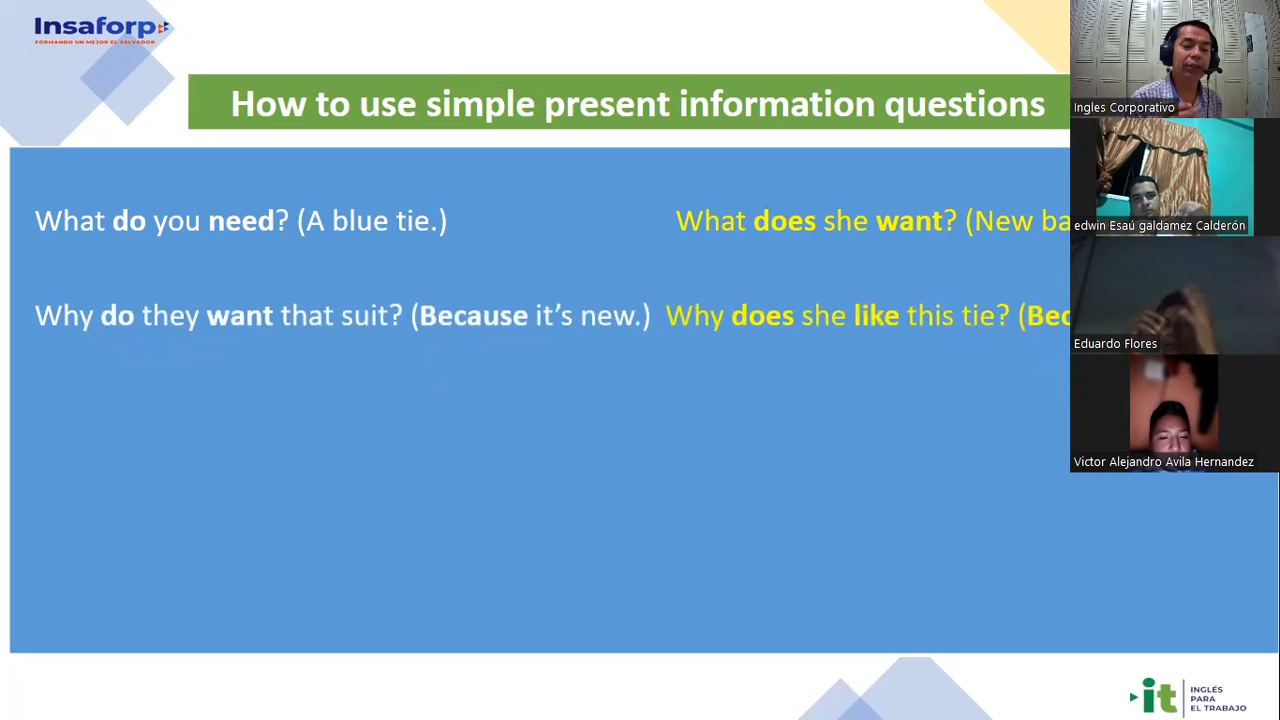 Insaforp
FORMANDO UN MEJOR EL SALVADOR
How to use simple present information questions
What do you need? (A blue tie.)
What does she want? (New
Why do they want that suit? (Because it’s new.)
Why does she like this tie? (
Ingles Corporativo
edwin Esaú galdamez Calderón
Eduardo Flores
Victor Alejandro Avila Hernandez
it
INGLÉS
PARA
EL TRABAJO